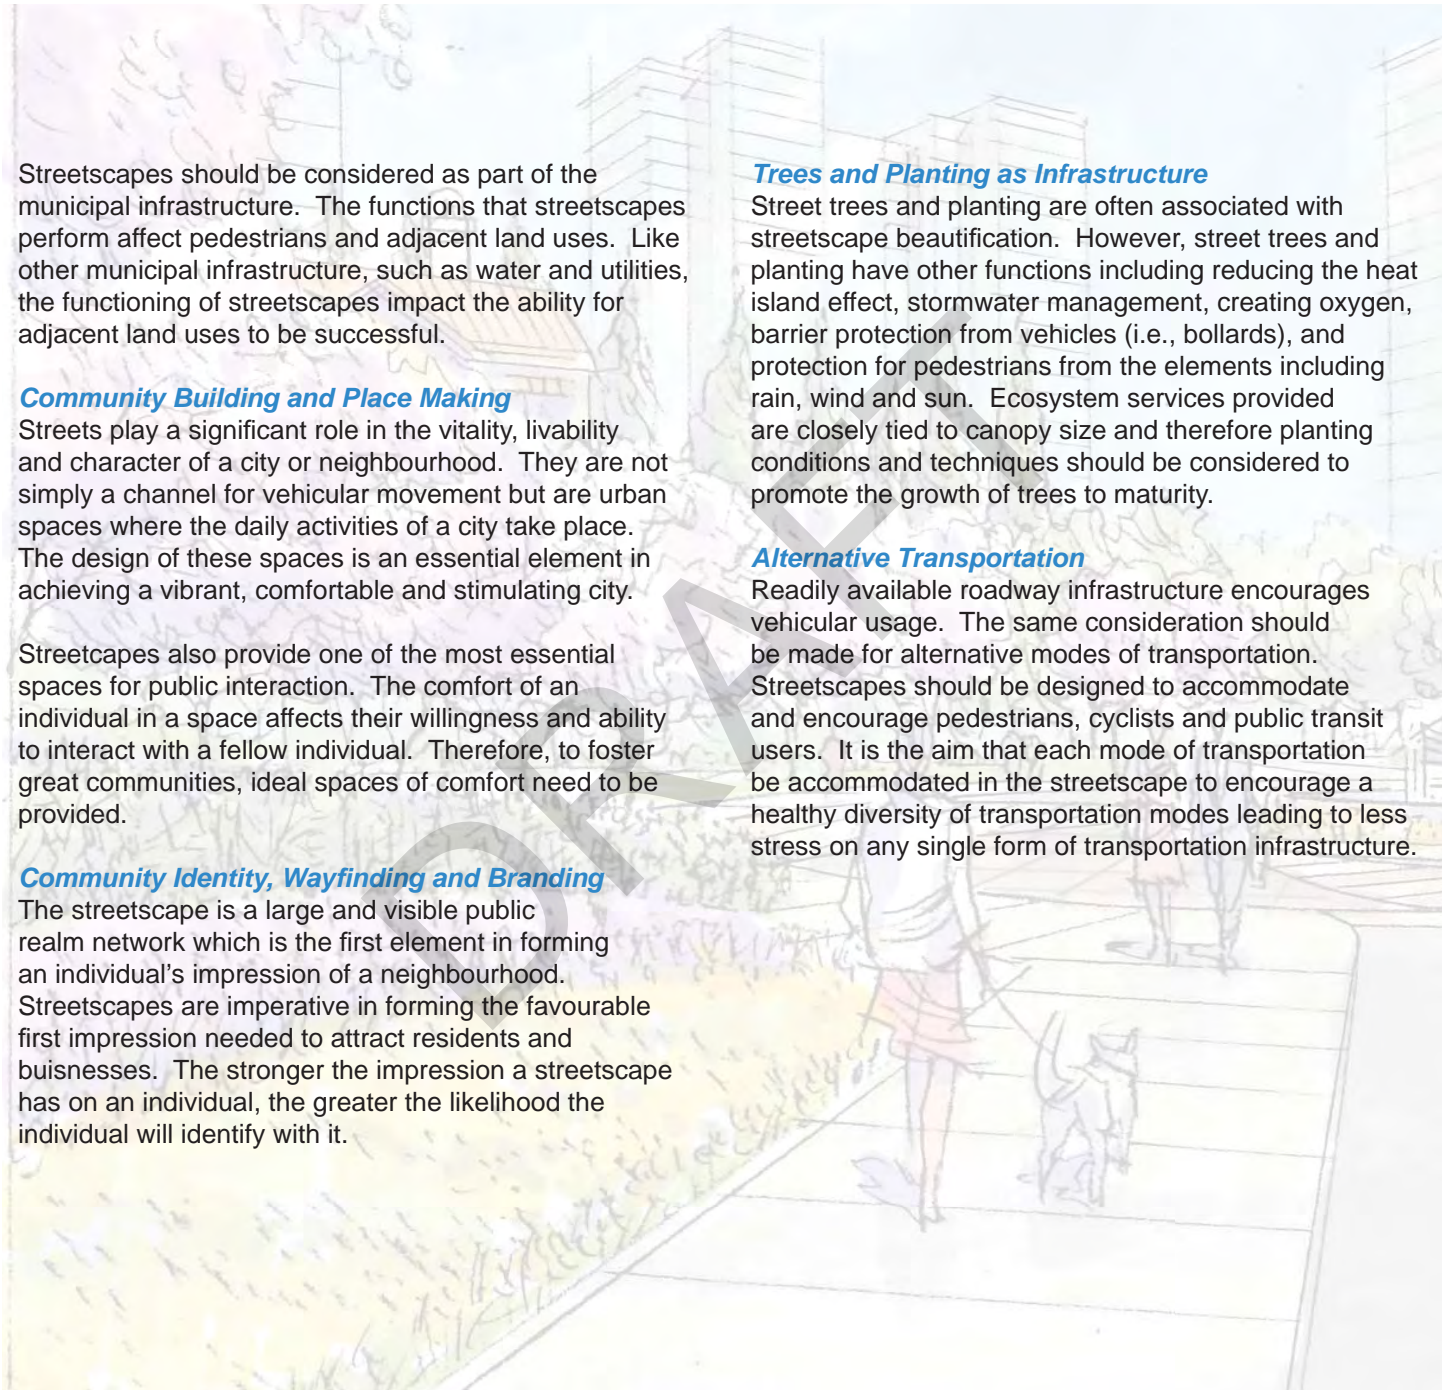 Streetscapes should be considered as part of the
municipal infrastructure.  The functions that streetscapes
perform affect pedestrians and adjacent land uses.  Like
other municipal infrastructure, such as water and utilities,
the functioning of streetscapes impact the ability for
adjacent land uses to be successful.
Community Building and Place Making
Streets play a significant role in the vitality, livability
and character of a city or neighbourhood.  They are not
simply a channel for vehicular movement but are urban
spaces where the daily activities of a city take place.
The design of these spaces is an essential element in
achieving a vibrant, comfortable and stimulating city.
Streetcapes also provide one of the most essential
spaces for public interaction.  The comfort of an
individual in a space affects their willingness and ability
to interact with a fellow individual.  Therefore, to foster
great communities, ideal spaces of comfort need to be
provided.
Community Identity, Wayfinding and Branding
The streetscape is a large and visible public
realm network which is the first element in forming
an individual's impression of a neighbourhood.
Streetscapes are imperative in forming the favourable
first impression needed to attract residents and
buisnesses.  The stronger the impression a streetscape
has on an individual, the greater the likelihood the
individual will identify with it.
Trees and Planting as Infrastructure
Street trees and planting are often associated with
streetscape beautification.  However, street trees and
planting have other functions including reducing the heat
island effect, stormwater management, creating oxygen,
barrier protection from vehicles (i.e., bollards), and
protection for pedestrians from the elements including
rain, wind and sun.  Ecosystem services provided
are closely tied to canopy size and therefore planting
conditions and techniques should be considered to
promote the growth of trees to maturity.
Alternative Transportation
Readily available roadway infrastructure encourages
vehicular usage.  The same consideration should
be made for alternative modes of transportation.
Streetscapes should be designed to accommodate
and encourage pedestrians, cyclists and public transit
users.  It is the aim that each mode of transportation
be accommodated in the streetscape to encourage a
healthy diversity of transportation modes leading to less
stress on any single form of transportation infrastructure.
DRAFT